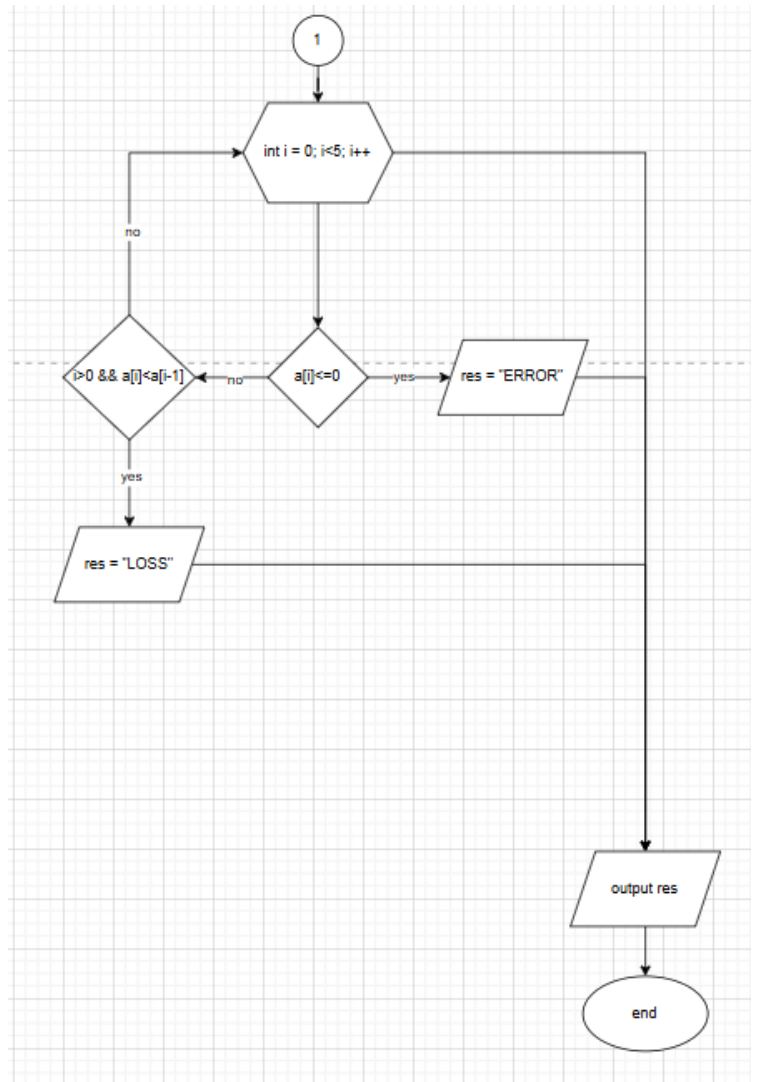 1
int i = 0; i<5; i++
no
i>0 && a[i]<a[i-1]
no
a[i]<=0
yes
res = "ERROR"
yes
res = "LOSS"
output res
end